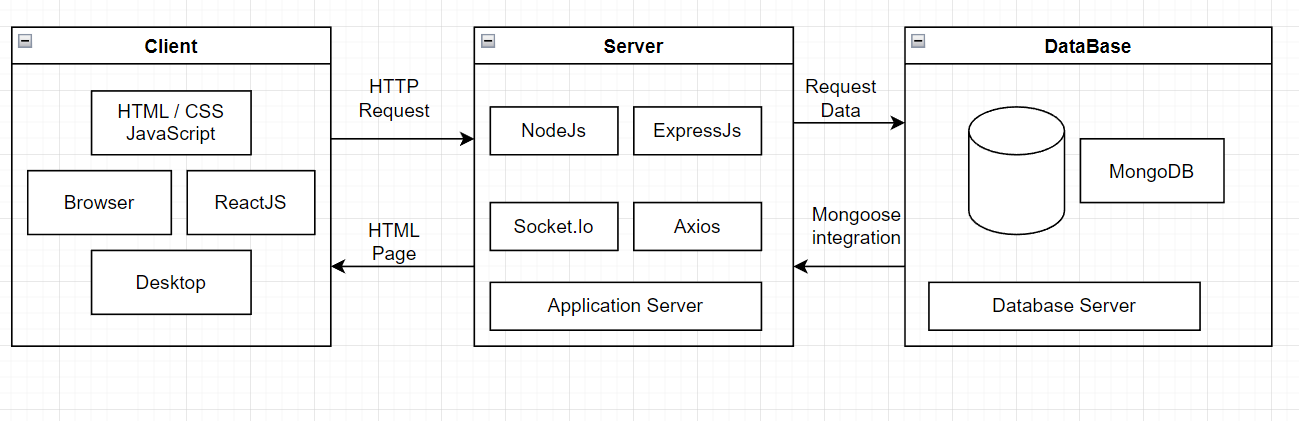 Client
HTML / CSS
JavaScript
Browser
ReactJS
Desktop
HTTP
Request
HTML
Page
Server
NodeJs
ExpressJs
Socket.Io
Axios
Application Server
Request
Data
Mongoose
integration
DataBase
MongoDB
Database Server